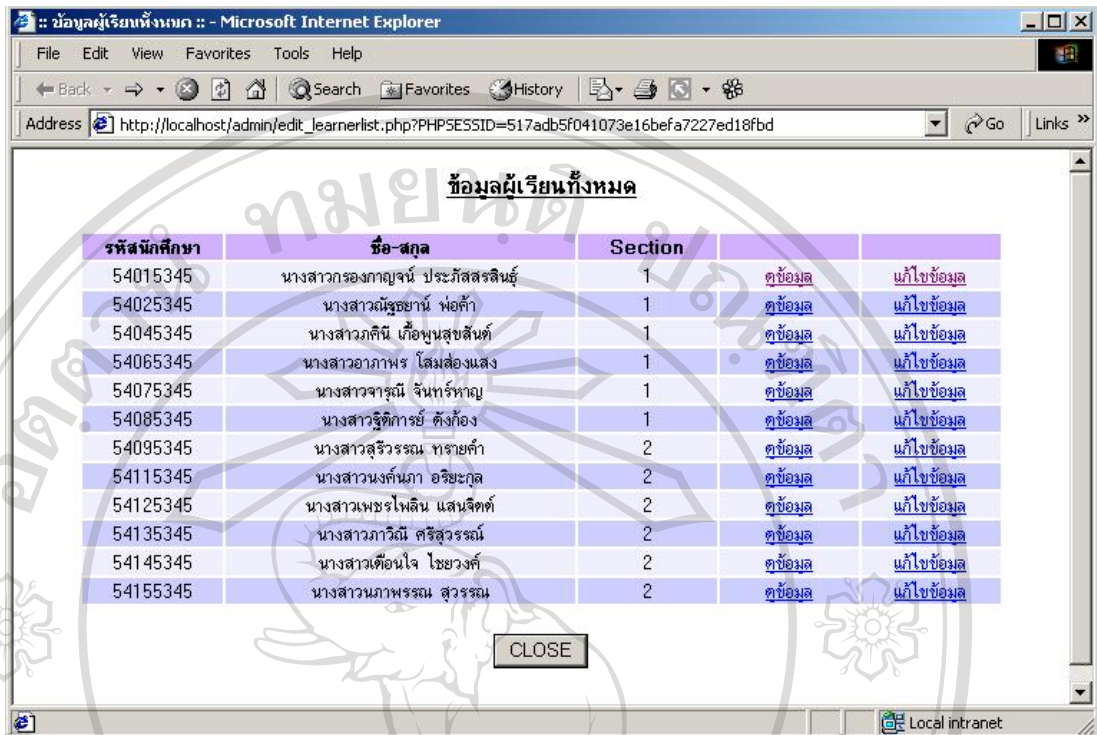 :: ข้อมูลผู้เรียนทั้งหมด :: - Microsoft Internet Explorer
File Edit View Favorites Tools Help
Back Search Favorites History
Address http://localhost/admin/edit_learnerlist.php?PHPSESSID=517adb5f041073e16befa7227ed18fbd Go Links »
ข้อมูลผู้เรียนทั้งหมด
รหัสนักศึกษา ชื่อ-สกุล Section
54015345 นางสาวกรองกาญจน์ ประภัสสรสินธุ์ 1 ดูข้อมูล แก้ไขข้อมูล
54025345 นางสาวณัฐธยาน์ พ่อค้า 1 ดูข้อมูล แก้ไขข้อมูล
54045345 นางสาวภคินี เกื้อพูนสุขสันต์ 1 ดูข้อมูล แก้ไขข้อมูล
54065345 นางสาวอาภาพร โสมส่องแสง 1 ดูข้อมูล แก้ไขข้อมูล
54075345 นางสาวจารุณี จันทร์หาญ 1 ดูข้อมูล แก้ไขข้อมูล
54085345 นางสาวฐิติการย์ ตังก้อง 1 ดูข้อมูล แก้ไขข้อมูล
54095345 นางสาวสุรีวรรณ ทรายคำ 2 ดูข้อมูล แก้ไขข้อมูล
54115345 นางสาวนงค์นภา อริยะกุล 2 ดูข้อมูล แก้ไขข้อมูล
54125345 นางสาวเพชรไพลิน แสนจิตต์ 2 ดูข้อมูล แก้ไขข้อมูล
54135345 นางสาวภาวิณี ศรีสุวรรณ์ 2 ดูข้อมูล แก้ไขข้อมูล
54145345 นางสาวเตือนใจ ไชยวงค์ 2 ดูข้อมูล แก้ไขข้อมูล
54155345 นางสาวนภาพรรณ สุวรรณ 2 ดูข้อมูล แก้ไขข้อมูล
CLOSE
Local intranet